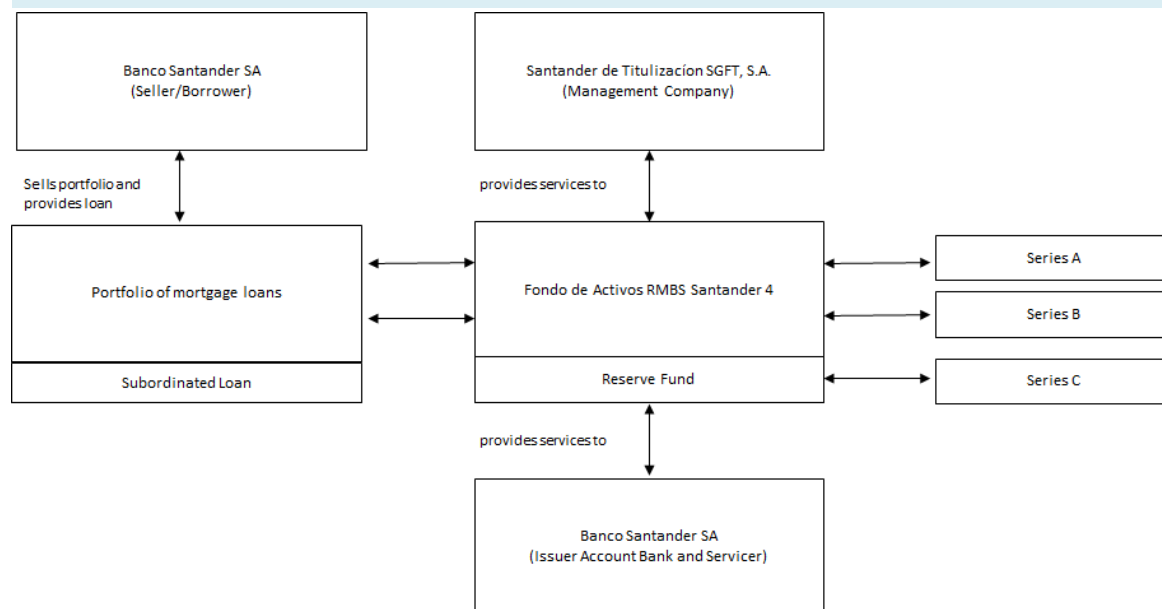 Banco Santander SA
(Seller/Borrower)
Santander de Titulizacíon SGFT, S.A.
(Management Company)
Sells portfolio and
provides loan
provides services to
Portfolio of mortgage loans
Fondo de Activos RMBS Santander 4
Series A
Series B
Subordinated Loan
Reserve Fund
Series C
provides services to
Banco Santander SA
(Issuer Account Bank and Servicer)